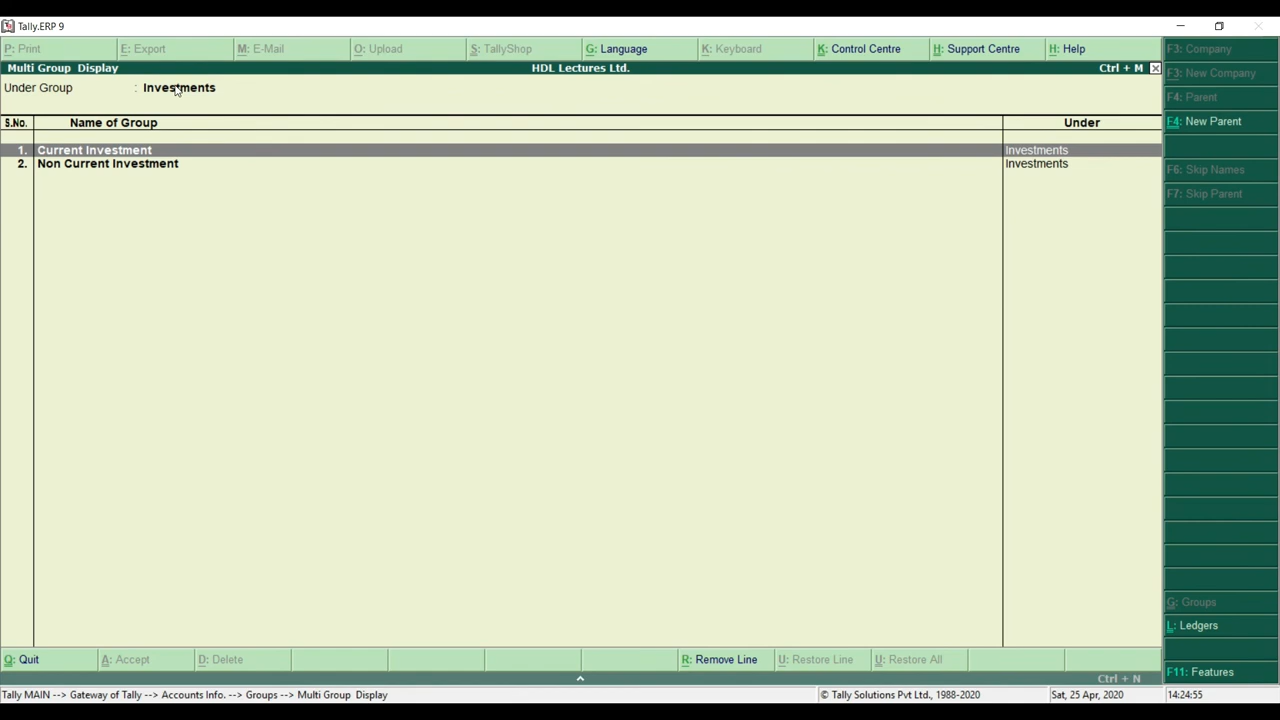 Tally.ERP 9
P: Print E: Export M: E-Mail O: Upload S: TallyShop G: Language K: Keyboard K: Control Centre H: Support Centre H: Help
F3: Company
Multi Group Display HDL Lectures Ltd. Ctrl + M
F3: New Company
Under Group : Investments
F4: Parent
F4: New Parent
S.No. Name of Group Under
1. Current Investment Investments
2. Non Current Investment Investments
F6: Skip Names
F7: Skip Parent
G: Groups
L: Ledgers
Q: Quit A: Accept D: Delete R: Remove Line U: Restore Line U: Restore All
F11: Features
Ctrl + N
Tally MAIN --> Gateway of Tally --> Accounts Info. --> Groups --> Multi Group Display © Tally Solutions Pvt Ltd., 1988-2020 Sat, 25 Apr, 2020 14:24:55